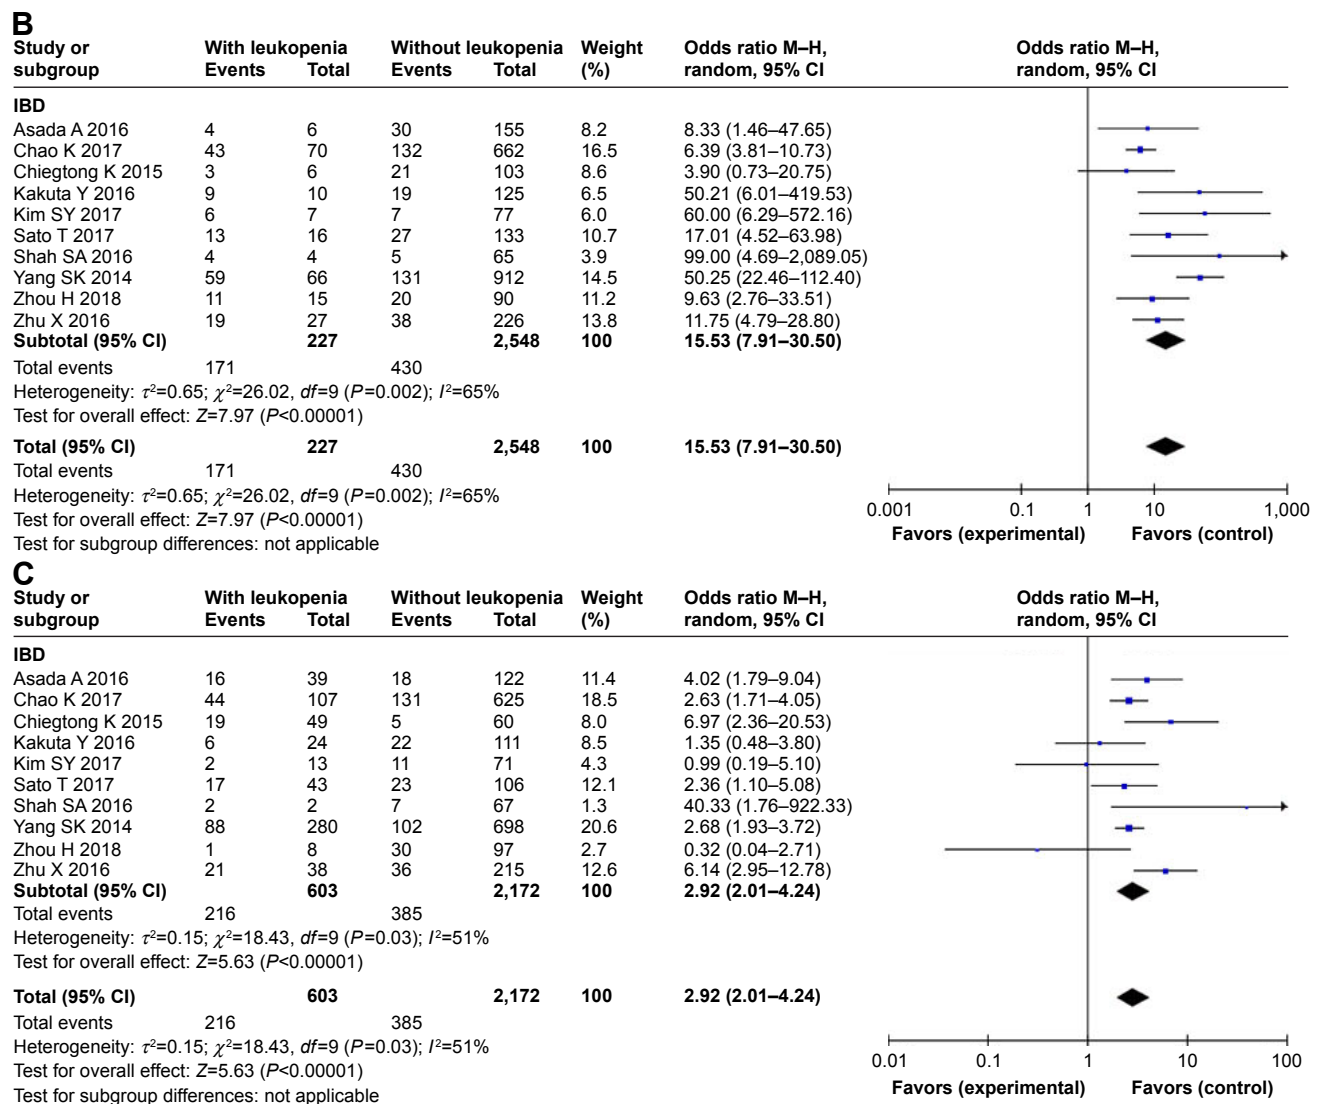 B
Study or With leukopenia Without leukopenia Weight Odds ratio M–H, Odds ratio M–H,
subgroup Events Total Events Total (%) random, 95% CI random, 95% CI
IBD
Asada A 2016 4 6 30 155 8.2 8.33 (1.46–47.65)
Chao K 2017 43 70 132 662 16.5 6.39 (3.81–10.73)
Chiegtong K 2015 3 6 21 103 8.6 3.90 (0.73–20.75)
Kakuta Y 2016 9 10 19 125 6.5 50.21 (6.01–419.53)
Kim SY 2017 6 7 7 77 6.0 60.00 (6.29–572.16)
Sato T 2017 13 16 27 133 10.7 17.01 (4.52–63.98)
Shah SA 2016 4 4 5 65 3.9 99.00 (4.69–2,089.05)
Yang SK 2014 59 66 131 912 14.5 50.25 (22.46–112.40)
Zhou H 2018 11 15 20 90 11.2 9.63 (2.76–33.51)
Zhu X 2016 19 27 38 226 13.8 11.75 (4.79–28.80)
Subtotal (95% CI) 227 2,548 100 15.53 (7.91–30.50)
Total events 171 430
Heterogeneity: τ²=0.65; χ²=26.02, df=9 (P=0.002); I²=65%
Test for overall effect: Z=7.97 (P<0.00001)
Total (95% CI) 227 2,548 100 15.53 (7.91–30.50)
Total events 171 430
Heterogeneity: τ²=0.65; χ²=26.02, df=9 (P=0.002); I²=65%
Test for overall effect: Z=7.97 (P<0.00001)
Test for subgroup differences: not applicable
0.001 0.1 1 10 1,000
Favors (experimental) Favors (control)
C
Study or With leukopenia Without leukopenia Weight Odds ratio M–H, Odds ratio M–H,
subgroup Events Total Events Total (%) random, 95% CI random, 95% CI
IBD
Asada A 2016 16 39 18 122 11.4 4.02 (1.79–9.04)
Chao K 2017 44 107 131 625 18.5 2.63 (1.71–4.05)
Chiegtong K 2015 19 49 5 60 8.0 6.97 (2.36–20.53)
Kakuta Y 2016 6 24 22 111 8.5 1.35 (0.48–3.80)
Kim SY 2017 2 13 11 71 4.3 0.99 (0.19–5.10)
Sato T 2017 17 43 23 106 12.1 2.36 (1.10–5.08)
Shah SA 2016 2 2 7 67 1.3 40.33 (1.76–922.33)
Yang SK 2014 88 280 102 698 20.6 2.68 (1.93–3.72)
Zhou H 2018 1 8 30 97 2.7 0.32 (0.04–2.71)
Zhu X 2016 21 38 36 215 12.6 6.14 (2.95–12.78)
Subtotal (95% CI) 603 2,172 100 2.92 (2.01–4.24)
Total events 216 385
Heterogeneity: τ²=0.15; χ²=18.43, df=9 (P=0.03); I²=51%
Test for overall effect: Z=5.63 (P<0.00001)
Total (95% CI) 603 2,172 100 2.92 (2.01–4.24)
Total events 216 385
Heterogeneity: τ²=0.15; χ²=18.43, df=9 (P=0.03); I²=51%
Test for overall effect: Z=5.63 (P<0.00001)
Test for subgroup differences: not applicable
0.01 0.1 1 10 100
Favors (experimental) Favors (control)